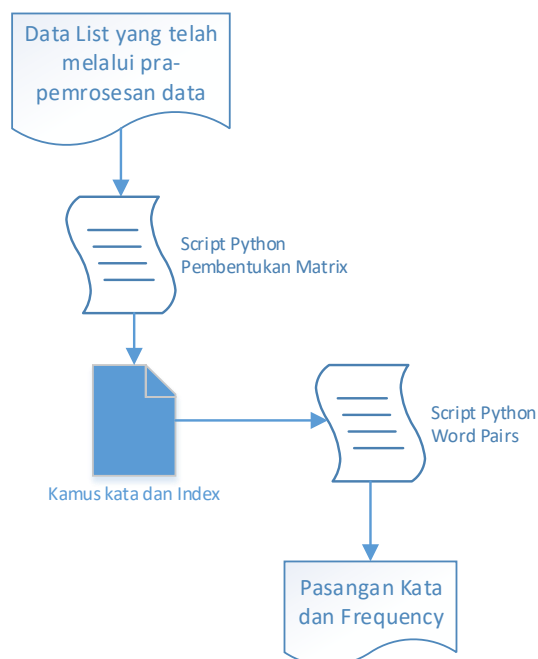 Data List yang telah
melalui pra-
pemrosesan data
Script Python
Pembentukan Matrix
Kamus kata dan Index
Script Python
Word Pairs
Pasangan Kata
dan Frequency